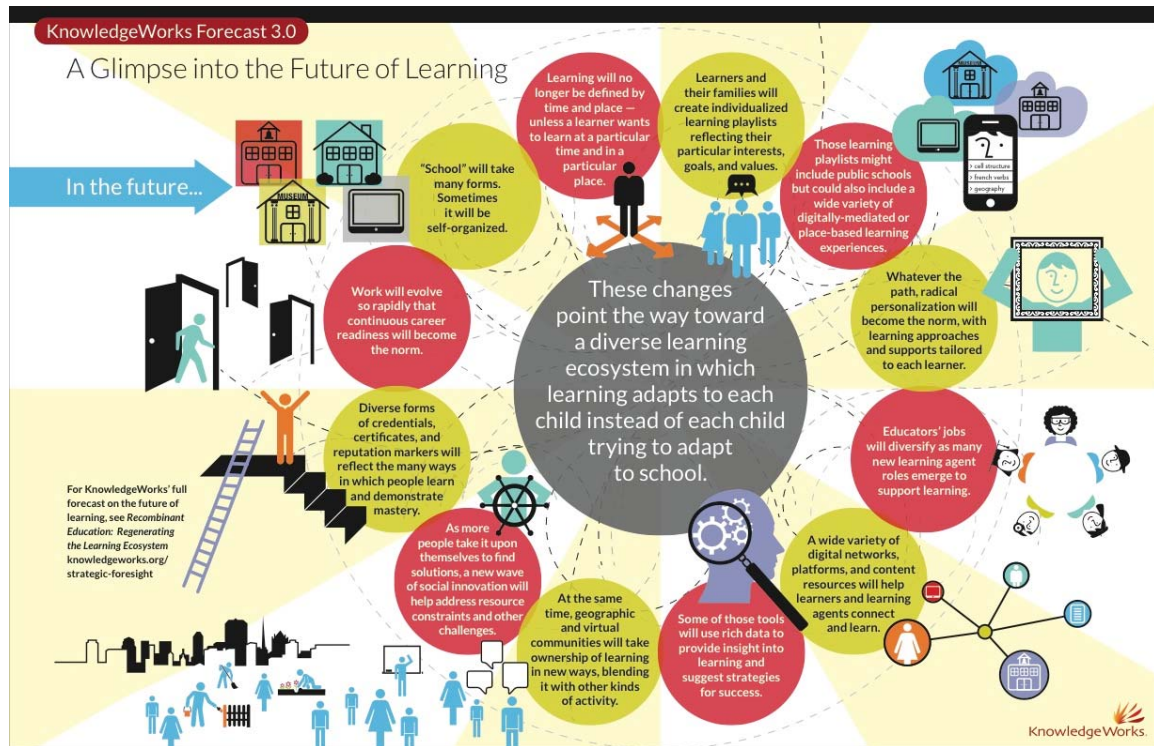 KnowledgeWorks Forecast 3.0
A Glimpse into the Future of Learning
In the future...
MUSEUM
“School” will take
many forms.
Sometimes
it will be
self-organized.
Learning will no
longer be defined by
time and place —
unless a learner wants
to learn at a particular
time and in a
particular
place.
Learners and
their families will
create individualized
learning playlists
reflecting their
particular interests,
goals, and values.
Those learning
playlists might
include public schools
but could also include a
wide variety of
digitally-mediated or
place-based learning
experiences.
MUSEUM
> cell structure
> french verbs
> geography
Whatever the
path, radical
personalization will
become the norm, with
learning approaches
and supports tailored
to each learner.
Educators’ jobs
will diversify as many
new learning agent
roles emerge to
support learning.
A wide variety of
digital networks,
platforms, and content
resources will help
learners and learning
agents connect
and learn.
Some of those tools
will use rich data to
provide insight into
learning and
suggest strategies
for success.
At the same
time, geographic
and virtual
communities will take
ownership of learning
in new ways, blending
it with other kinds
of activity.
As more
people take it upon
themselves to find
solutions, a new wave
of social innovation will
help address resource
constraints and other
challenges.
Diverse forms
of credentials,
certificates, and
reputation markers will
reflect the many ways
in which people learn
and demonstrate
mastery.
Work will evolve
so rapidly that
continuous career
readiness will become
the norm.
These changes
point the way toward
a diverse learning
ecosystem in which
learning adapts to each
child instead of each child
trying to adapt
to school.
For KnowledgeWorks’ full
forecast on the future of
learning, see Recombinant
Education: Regenerating
the Learning Ecosystem
knowledgeworks.org/
strategic-foresight
KnowledgeWorks.